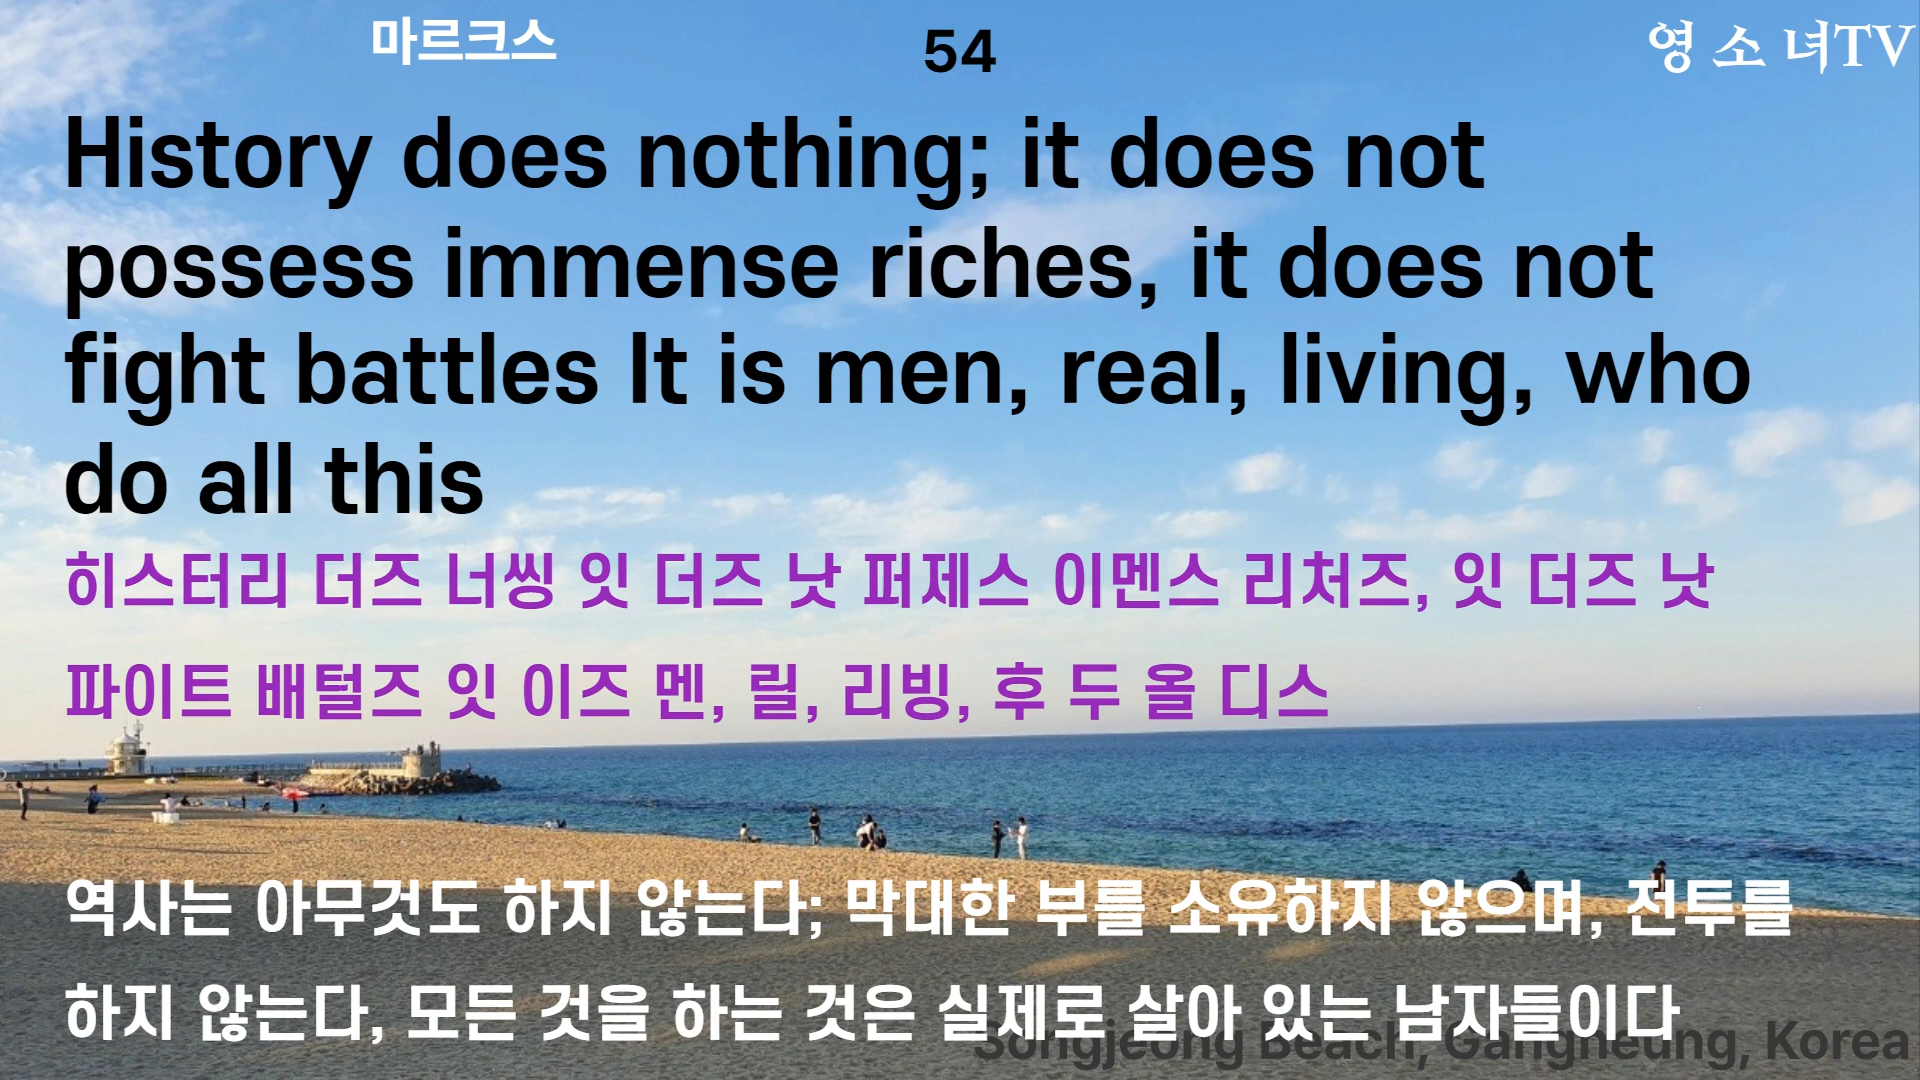 마르크스
54
영 소 녀TV
History does nothing; it does not
possess immense riches, it does not
fight battles It is men, real, living, who
do all this
히스터리 더즈 너씽 잇 더즈 낫 퍼제스 이멘스 리처즈, 잇 더즈 낫
파이트 배털즈 잇 이즈 멘, 릴, 리빙, 후 두 올 디스
역사는 아무것도 하지 않는다; 막대한 부를 소유하지 않으며, 전투를
하지 않는다, 모든 것을 하는 것은 실제로 살아 있는 남자들이다
Songjeong Beach, Gangneung, Korea